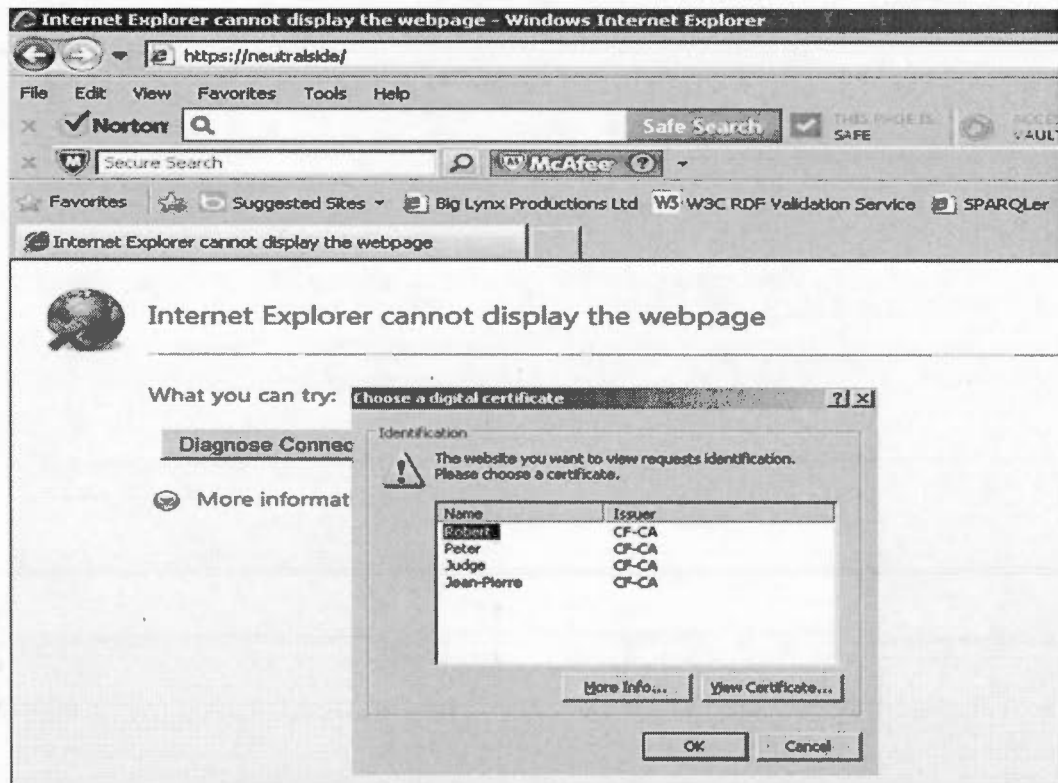 Internet Explorer cannot display the webpage - Windows Internet Explorer
https://neutralside/
File Edit View Favorites Tools Help
Norton Safe Search THIS PAGE IS SAFE
Secure Search McAfee ?
Favorites Suggested Sites Big Lynx Productions Ltd W3C RDF Validation Service SPARQLer
Internet Explorer cannot display the webpage
Internet Explorer cannot display the webpage
What you can try:
Choose a digital certificate
Diagnose Connec
More informat
Identification
The website you want to view requests identification.
Please choose a certificate.
Name Issuer
Robert CF-CA
Peter CF-CA
Judge CF-CA
Jean-Pierre CF-CA
More Info... View Certificate...
OK Cancel